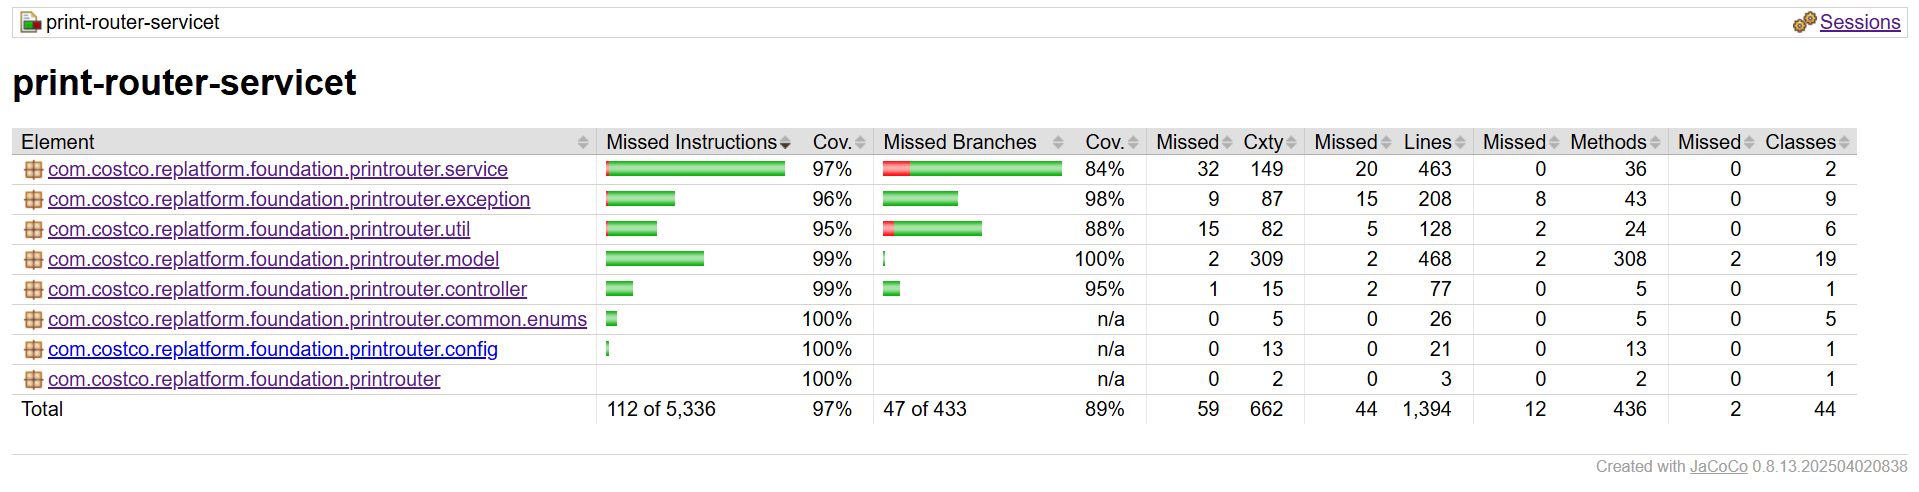 print-router-servicet Sessions
print-router-servicet
Element Missed Instructions Cov. Missed Branches Cov. Missed Cxty Missed Lines Missed Methods Missed Classes
com.costco.replatform.foundation.printrouter.service 97% 84% 32 149 20 463 0 36 0 2
com.costco.replatform.foundation.printrouter.exception 96% 98% 9 87 15 208 8 43 0 9
com.costco.replatform.foundation.printrouter.util 95% 88% 15 82 5 128 2 24 0 6
com.costco.replatform.foundation.printrouter.model 99% 100% 2 309 2 468 2 308 2 19
com.costco.replatform.foundation.printrouter.controller 99% 95% 1 15 2 77 0 5 0 1
com.costco.replatform.foundation.printrouter.common.enums 100% n/a 0 5 0 26 0 5 0 5
com.costco.replatform.foundation.printrouter.config 100% n/a 0 13 0 21 0 13 0 1
com.costco.replatform.foundation.printrouter 100% n/a 0 2 0 3 0 2 0 1
Total 112 of 5,336 97% 47 of 433 89% 59 662 44 1,394 12 436 2 44
Created with JaCoCo 0.8.13.202504020838